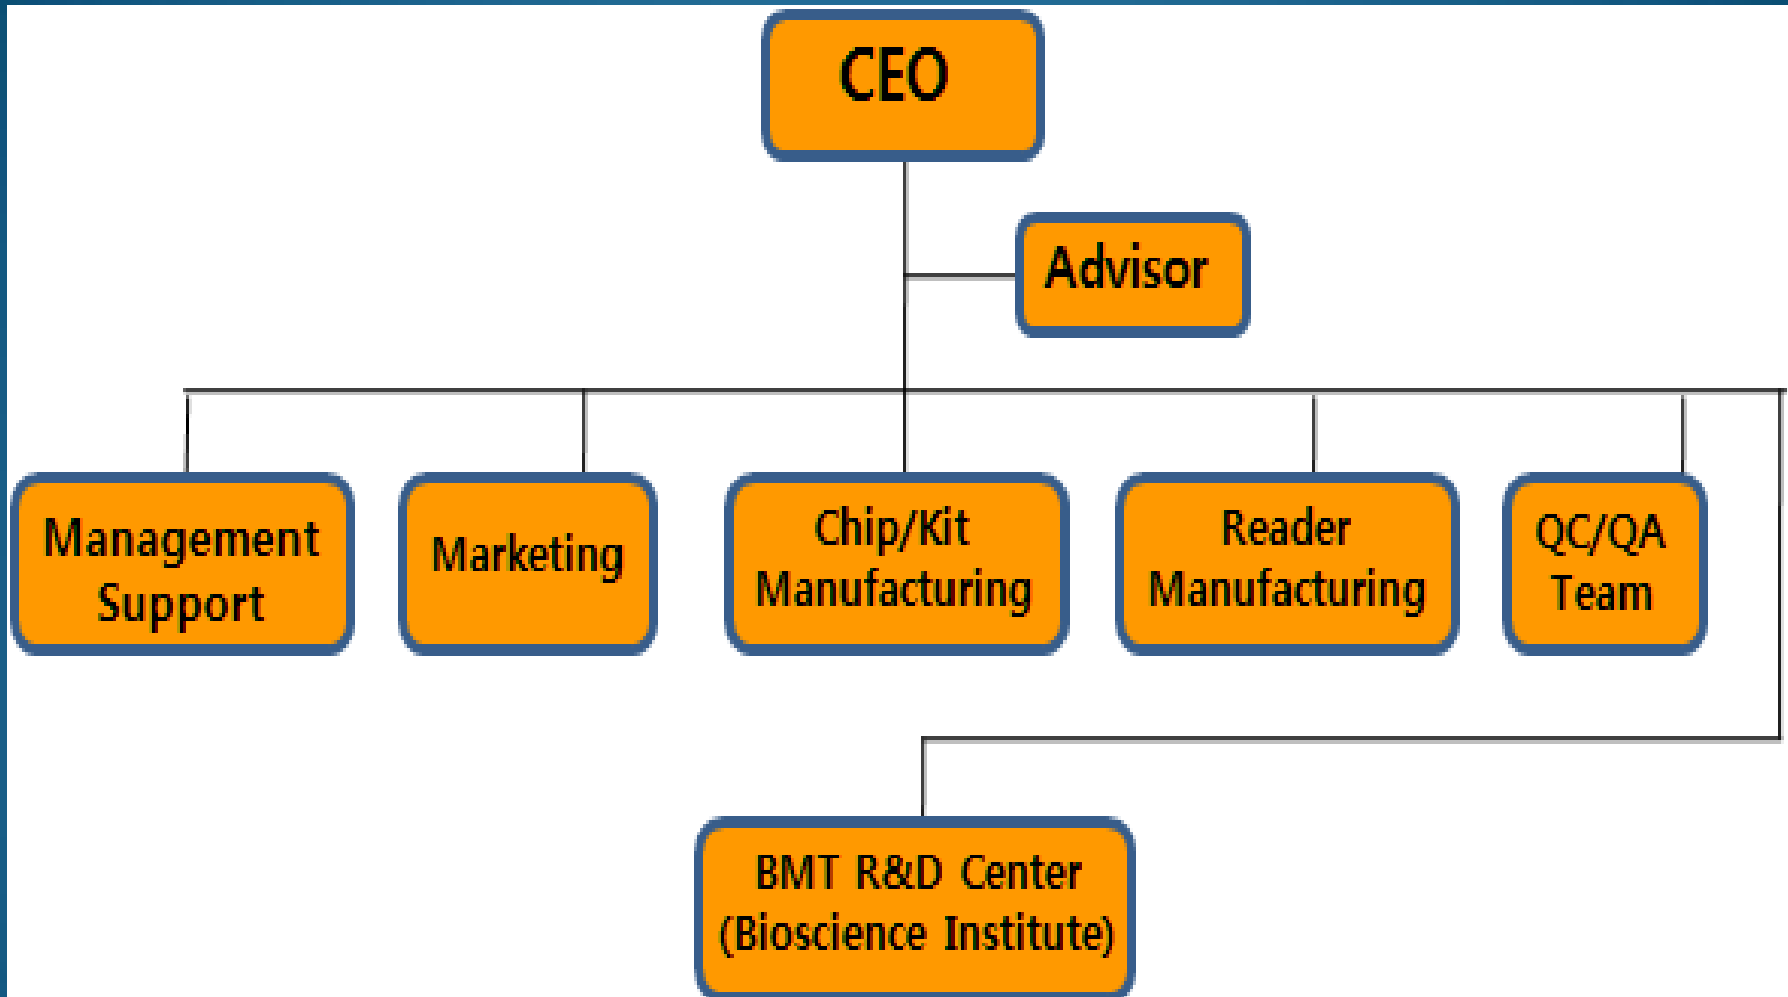 CEO
Advisor
Management
Support
Marketing
Chip/Kit
Manufacturing
Reader
Manufacturing
QC/QA
Team
BMT R&D Center
(Bioscience Institute)